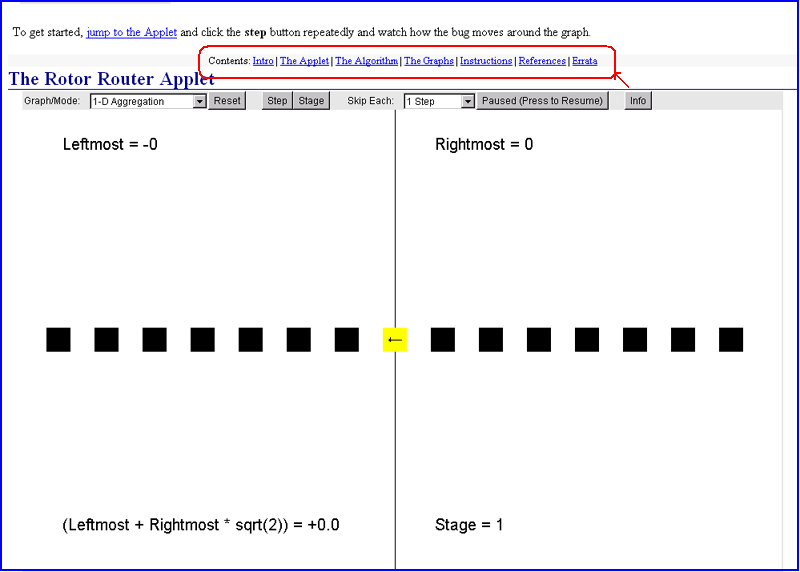 To get started, jump to the Applet and click the step button repeatedly and watch how the bug moves around the graph.
Contents: Intro | The Applet | The Algorithm | The Graphs | Instructions | References | Errata
The Rotor Router Applet
Graph/Mode: 1-D Aggregation Reset Step Stage Skip Each: 1 Step Paused (Press to Resume) Info
Leftmost = -0 Rightmost = 0
←
(Leftmost + Rightmost * sqrt(2)) = +0.0 Stage = 1